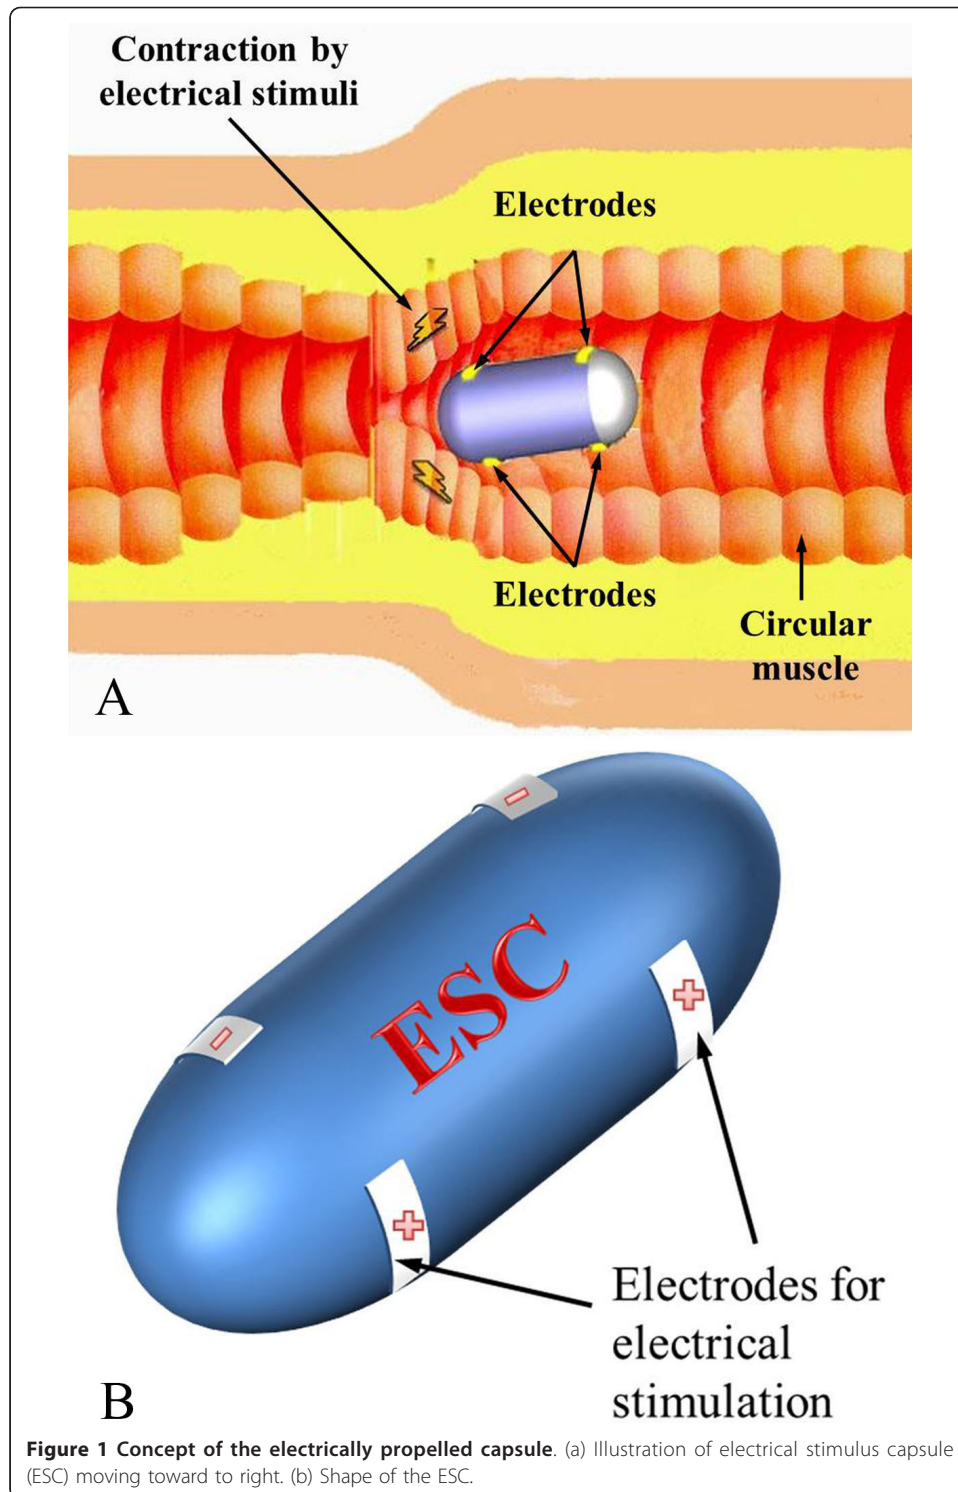 Contraction by
electrical stimuli
Electrodes
Electrodes
Circular
muscle
A
-
-
ESC
+
+
Electrodes for
electrical
stimulation
B
Figure 1 Concept of the electrically propelled capsule. (a) Illustration of electrical stimulus capsule
(ESC) moving toward to right. (b) Shape of the ESC.